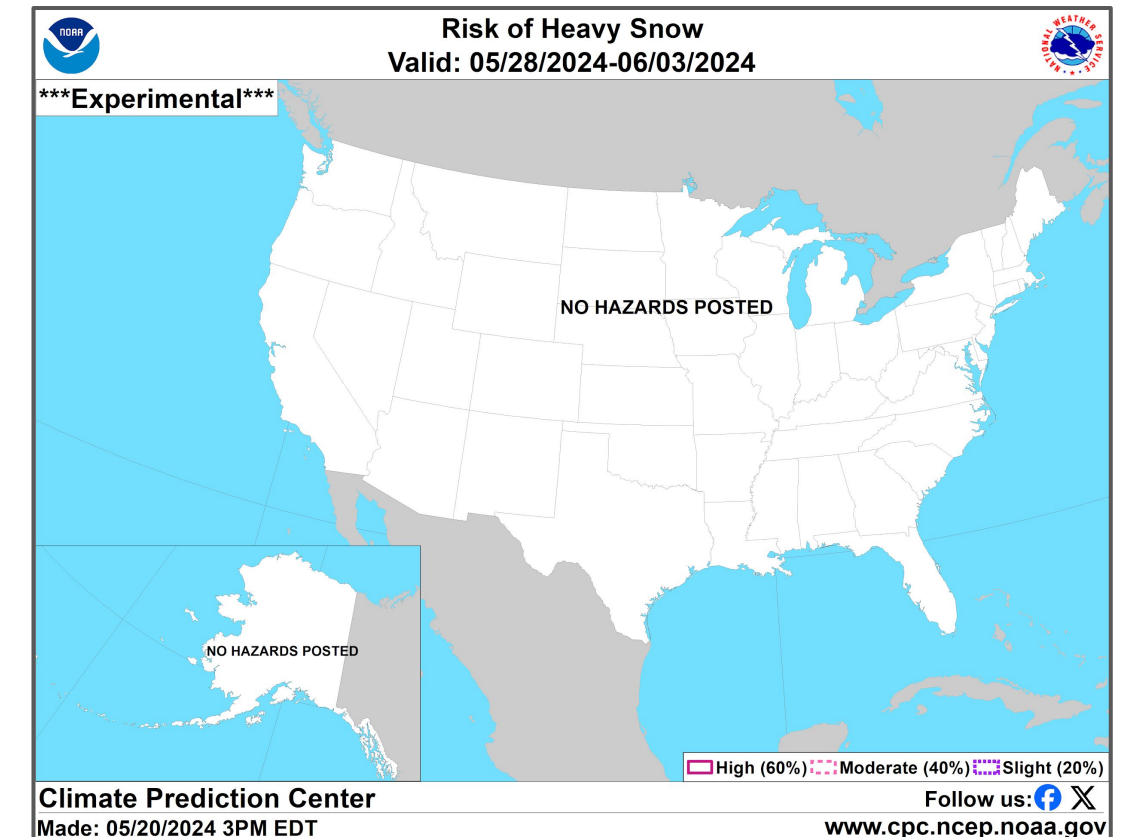 NOAA
Risk of Heavy Snow
Valid: 05/28/2024-06/03/2024
NATIONAL WEATHER SERVICE
***Experimental***
NO HAZARDS POSTED
NO HAZARDS POSTED
High (60%) Moderate (40%) Slight (20%)
Climate Prediction Center
Follow us:
Made: 05/20/2024 3PM EDT
www.cpc.ncep.noaa.gov